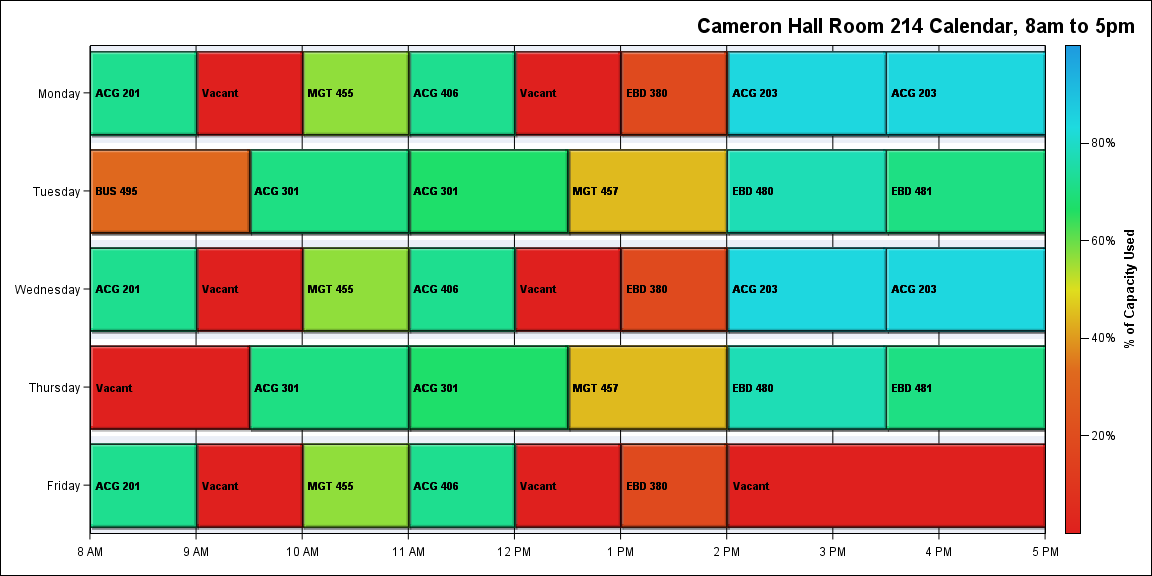 Cameron Hall Room 214 Calendar, 8am to 5pm
Monday
ACG 201
Vacant
MGT 455
ACG 406
Vacant
EBD 380
ACG 203
ACG 203
Tuesday
BUS 495
ACG 301
ACG 301
MGT 457
EBD 480
EBD 481
Wednesday
ACG 201
Vacant
MGT 455
ACG 406
Vacant
EBD 380
ACG 203
ACG 203
Thursday
Vacant
ACG 301
ACG 301
MGT 457
EBD 480
EBD 481
Friday
ACG 201
Vacant
MGT 455
ACG 406
Vacant
EBD 380
Vacant
8 AM
9 AM
10 AM
11 AM
12 PM
1 PM
2 PM
3 PM
4 PM
5 PM
80%
60%
40%
20%
% of Capacity Used